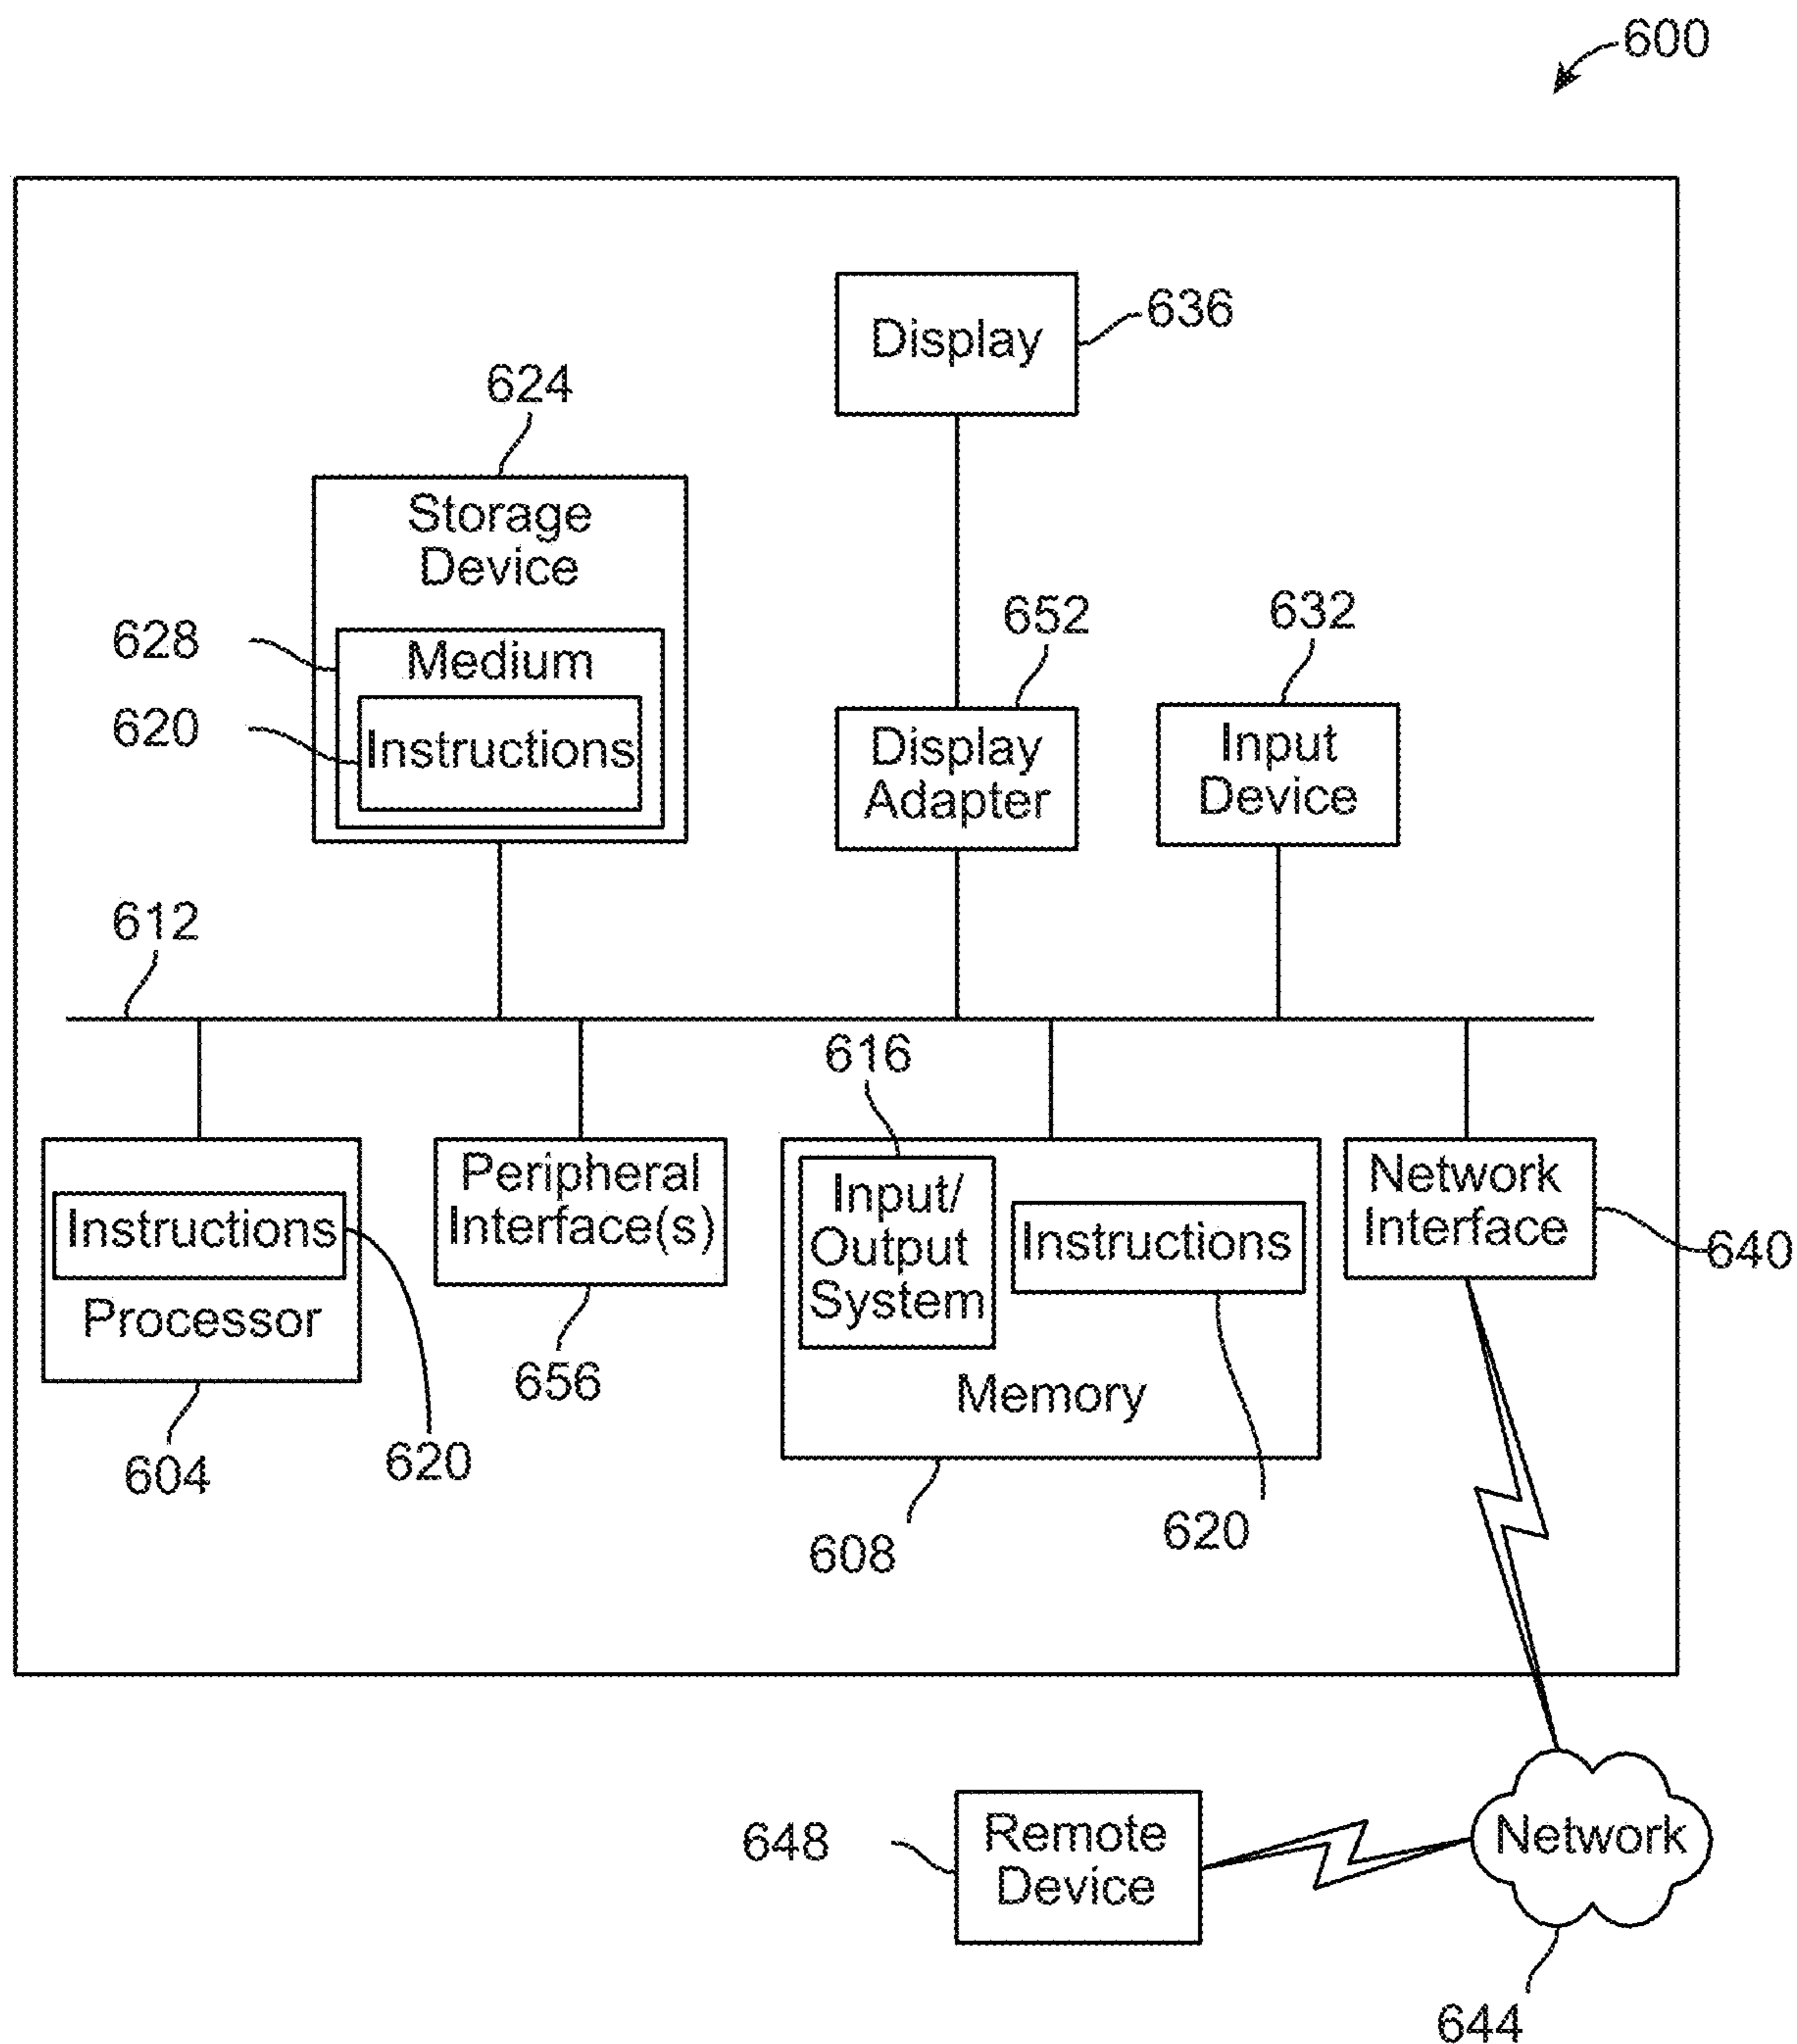 600
Display
636
624
Storage
Device
628
Medium
620
Instructions
652
632
Display
Adapter
Input
Device
612
616
Instructions
Processor
604
620
Peripheral
Interface(s)
656
Input/
Output
System
Instructions
Memory
608
620
Network
Interface
640
648
Remote
Device
Network
644